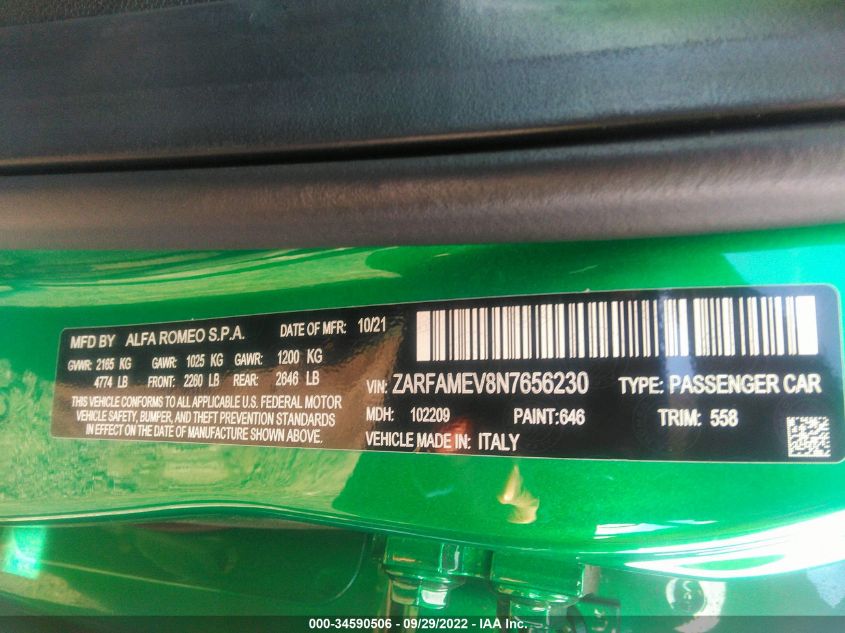 MFD BY ALFA ROMEO S.P.A. DATE OF MFR: 10/21
GVWR: 2165 KG GAWR: 1025 KG GAWR: 1200 KG
4774 LB FRONT: 2260 LB REAR: 2646 LB
THIS VEHICLE CONFORMS TO ALL APPLICABLE U.S. FEDERAL MOTOR
VEHICLE SAFETY, BUMPER, AND THEFT PREVENTION STANDARDS
IN EFFECT ON THE DATE OF MANUFACTURE SHOWN ABOVE.
VIN: ZARFAMEV8N7656230 TYPE: PASSENGER CAR
MDH: 102209 PAINT: 646 TRIM: 558
VEHICLE MADE IN: ITALY
000-34590506 - 09/29/2022 - IAA Inc.